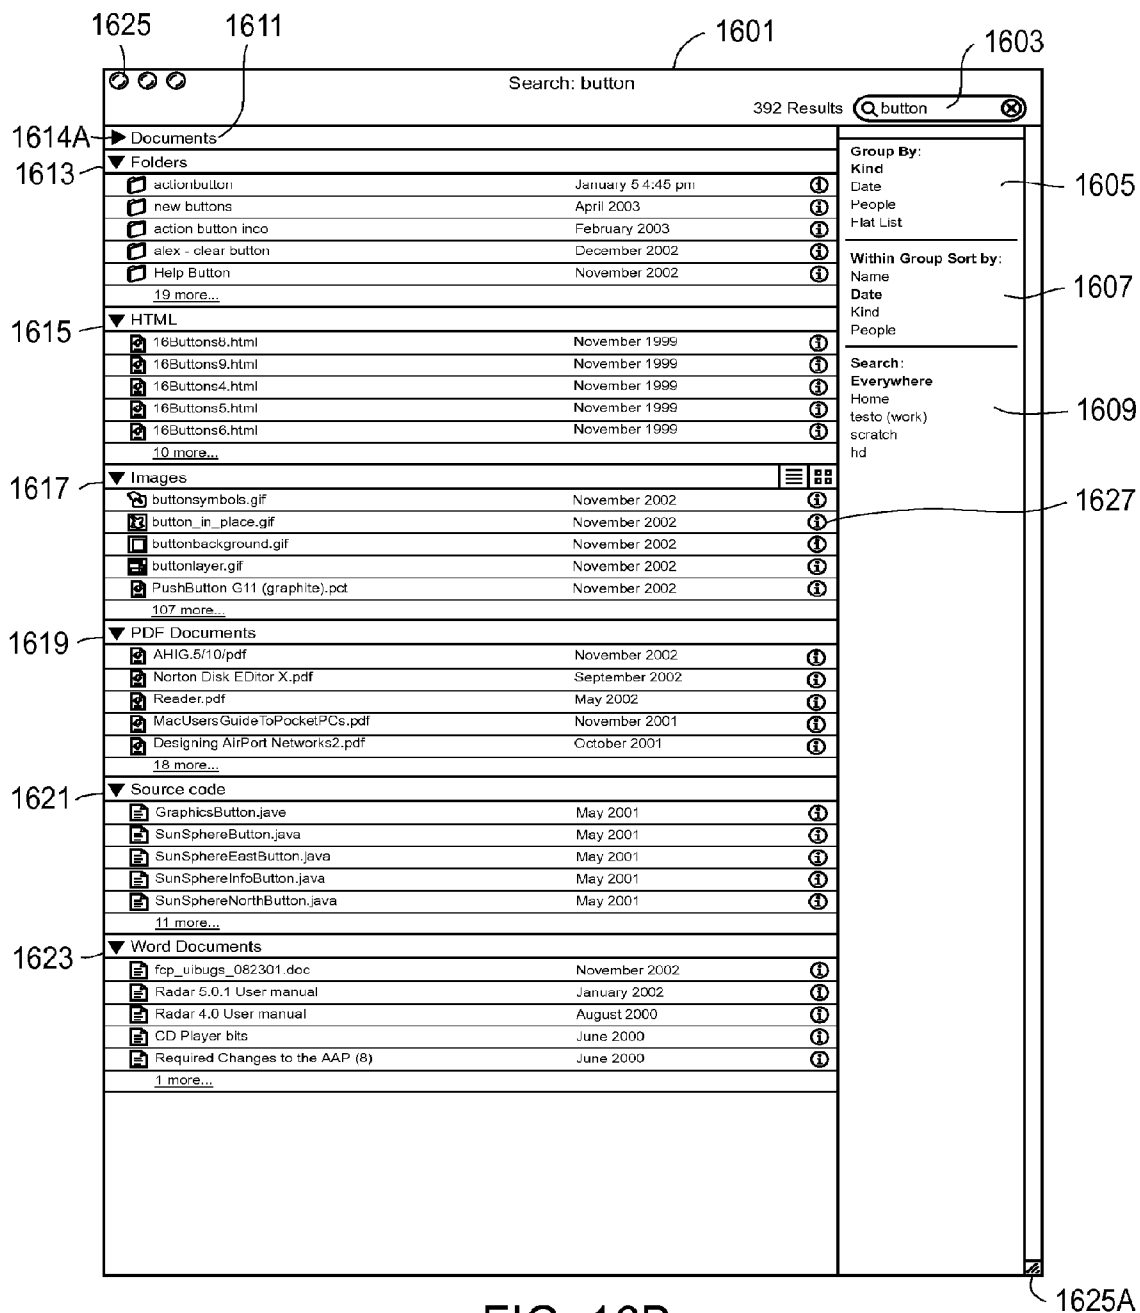 1625 1611 1601 1603
Search: button
392 Results button
1614A Documents
1613 Folders
actionbutton January 5 4:45 pm
new buttons April 2003
action button inco February 2003
alex - clear button December 2002
Help Button November 2002
19 more...
1615 HTML
16Buttons8.html November 1999
16Buttons9.html November 1999
16Buttons4.html November 1999
16Buttons5.html November 1999
16Buttons6.html November 1999
10 more...
1617 Images
buttonsymbols.gif November 2002
button_in_place.gif November 2002
buttonbackground.gif November 2002
buttonlayer.gif November 2002
PushButton G11 (graphite).pct November 2002
107 more...
1619 PDF Documents
AHIG.5/10/pdf November 2002
Norton Disk EDitor X.pdf September 2002
Reader.pdf May 2002
MacUsersGuideToPocketPCs.pdf November 2001
Designing AirPort Networks2.pdf October 2001
18 more...
1621 Source code
GraphicsButton.jave May 2001
SunSphereButton.java May 2001
SunSphereEastButton.java May 2001
SunSphereInfoButton.java May 2001
SunSphereNorthButton.java May 2001
11 more...
1623 Word Documents
fcp_uibugs_082301.doc November 2002
Radar 5.0.1 User manual January 2002
Radar 4.0 User manual August 2000
CD Player bits June 2000
Required Changes to the AAP (8) June 2000
1 more...
Group By:
Kind
Date
People
Flat List
1605
Within Group Sort by:
Name
Date
Kind
People
1607
Search:
Everywhere
Home
testo (work)
scratch
hd
1609
1627
1625A